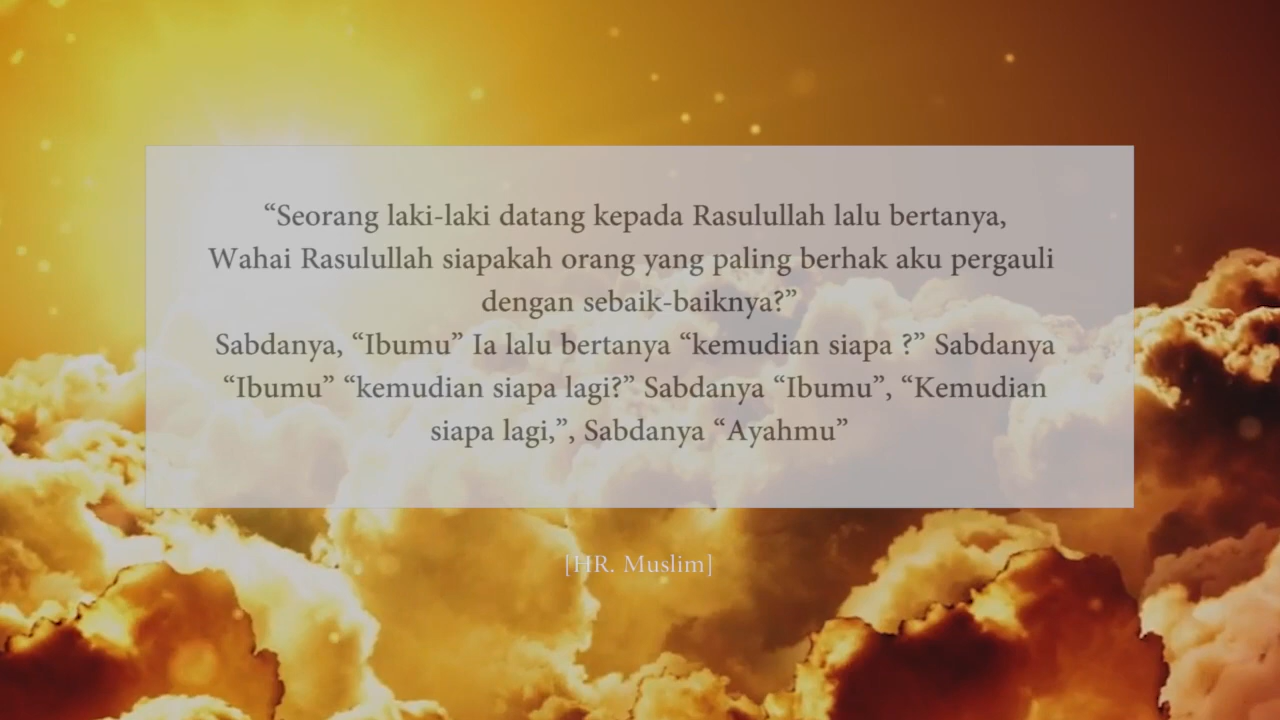 “Seorang laki-laki datang kepada Rasulullah lalu bertanya,
Wahai Rasulullah siapakah orang yang paling berhak aku pergauli
dengan sebaik-baiknya?”
Sabdanya, “Ibumu” Ia lalu bertanya “kemudian siapa ?” Sabdanya
“Ibumu” “kemudian siapa lagi?” Sabdanya “Ibumu”, “Kemudian
siapa lagi,”, Sabdanya “Ayahmu”
[HR. Muslim]